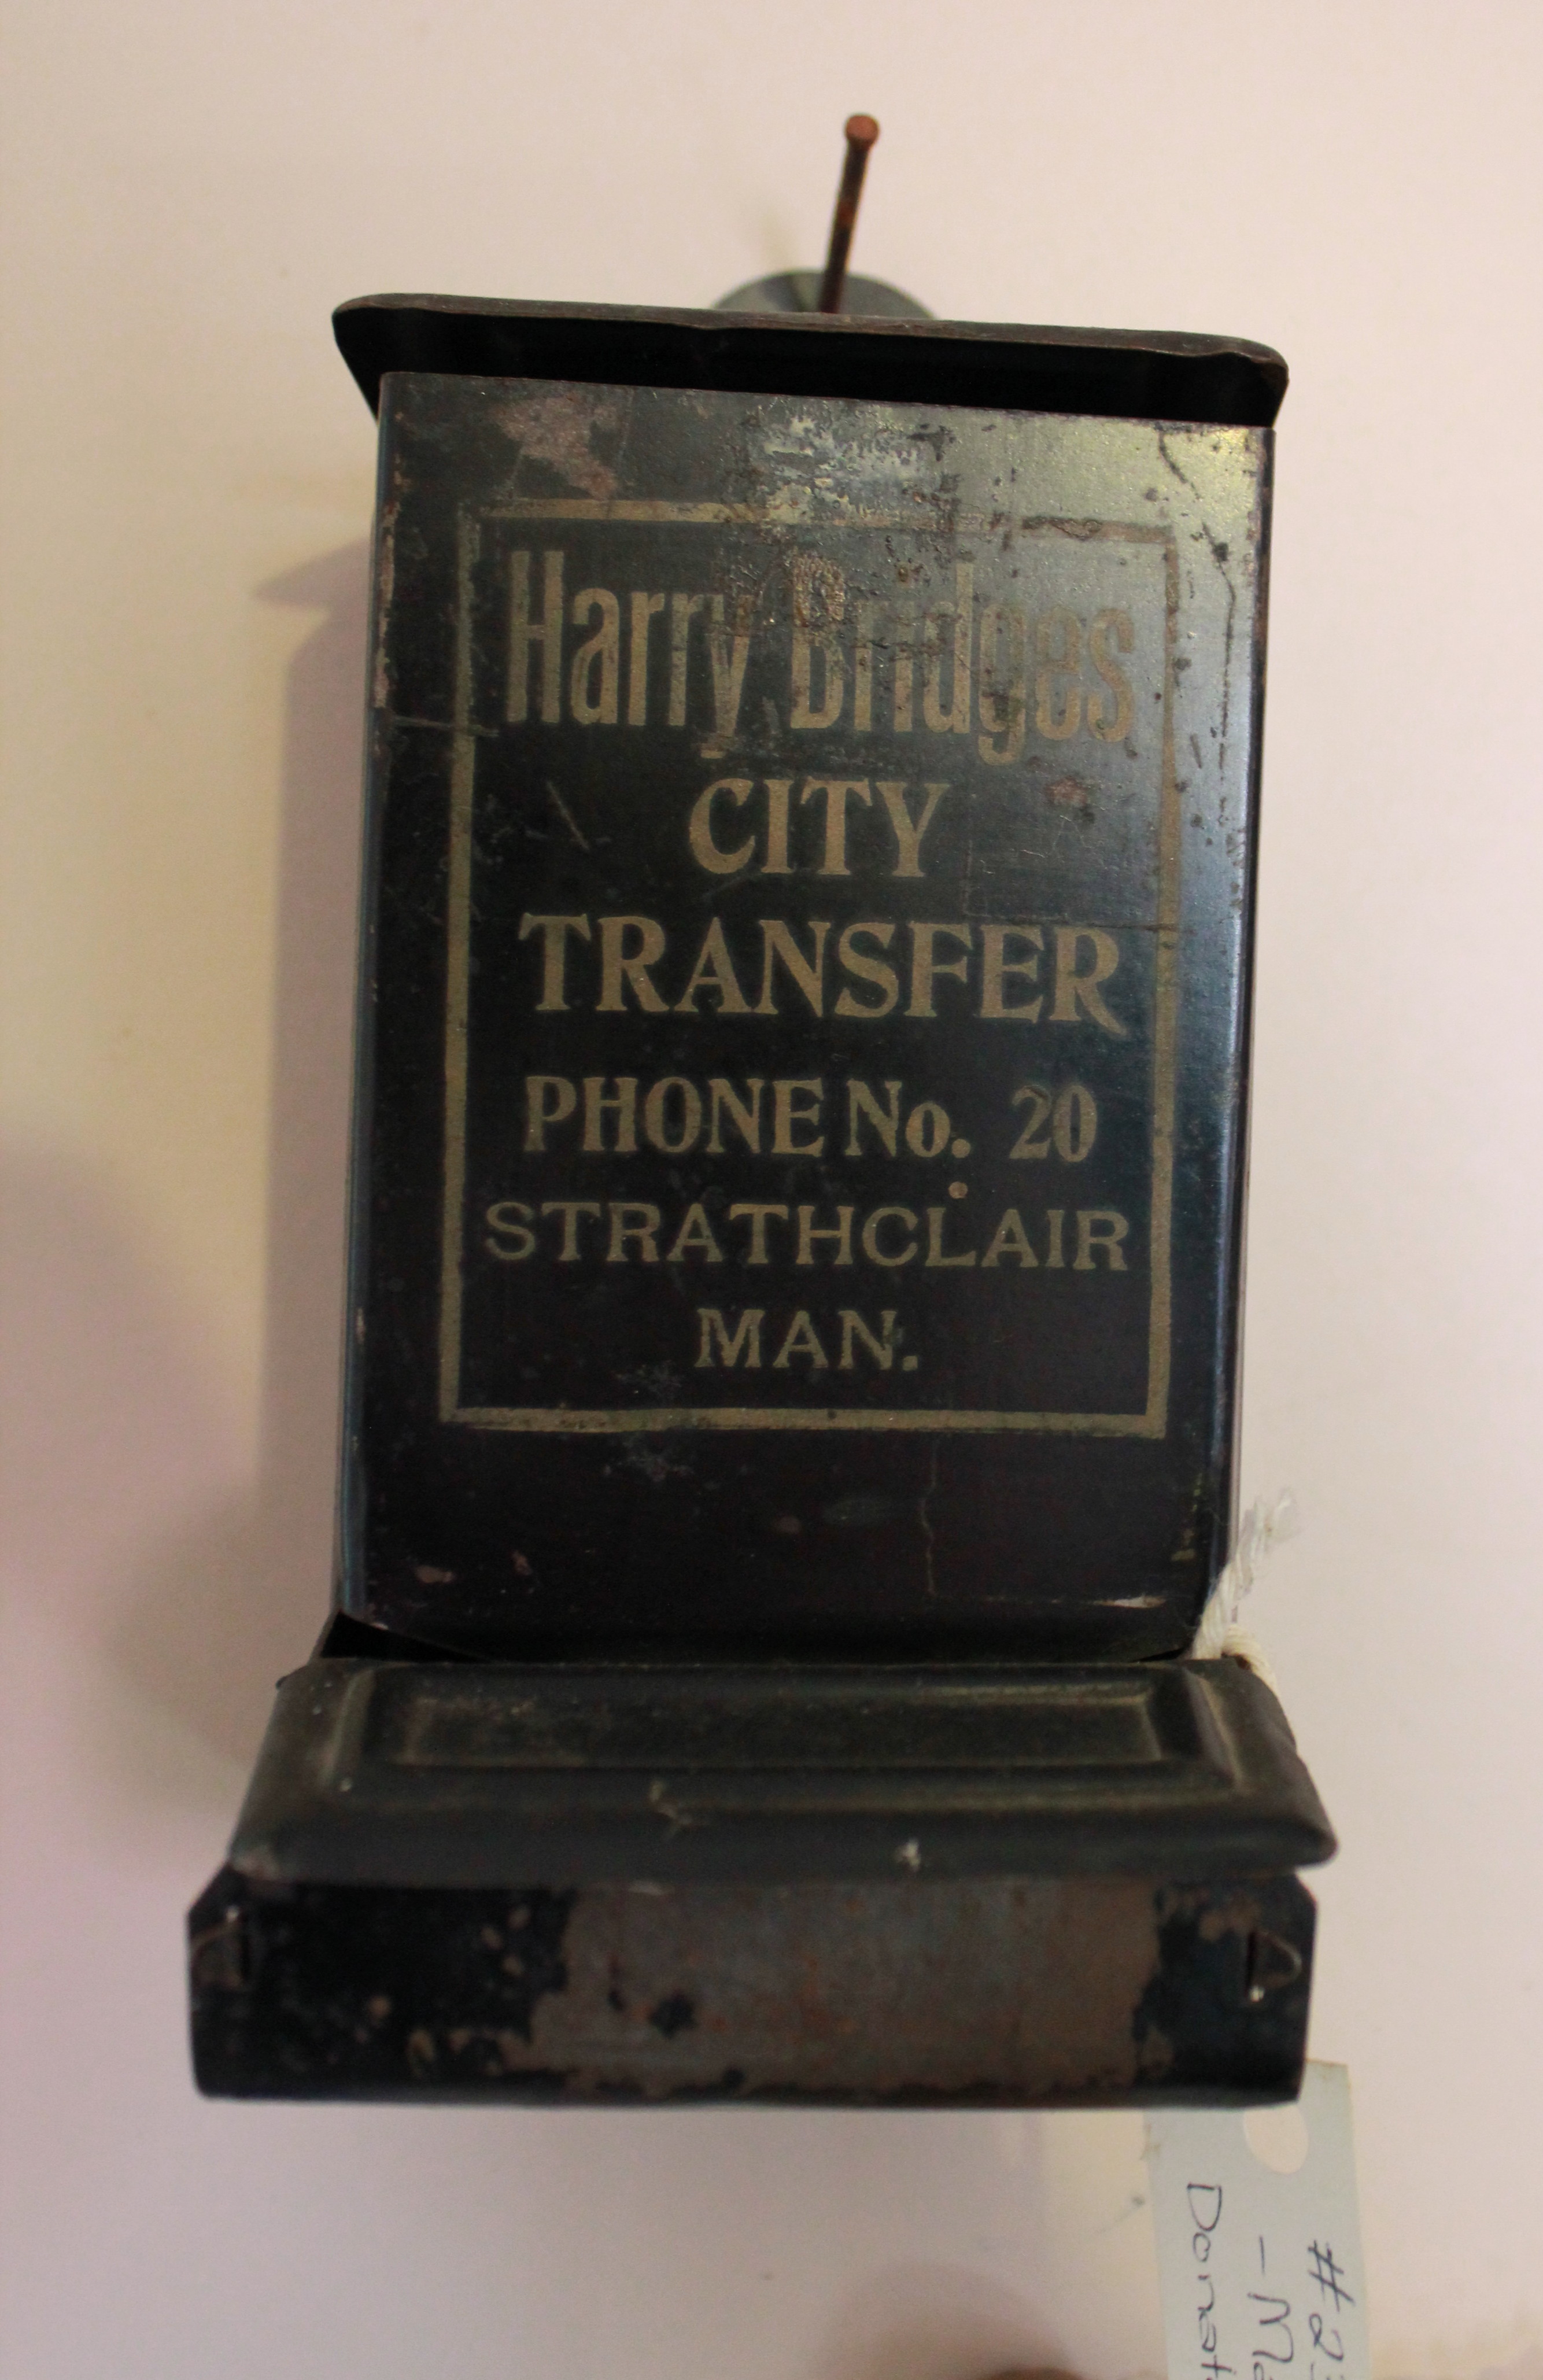 Harry Bridges
CITY
TRANSFER
PHONE No. 20
STRATHCLAIR
MAN.